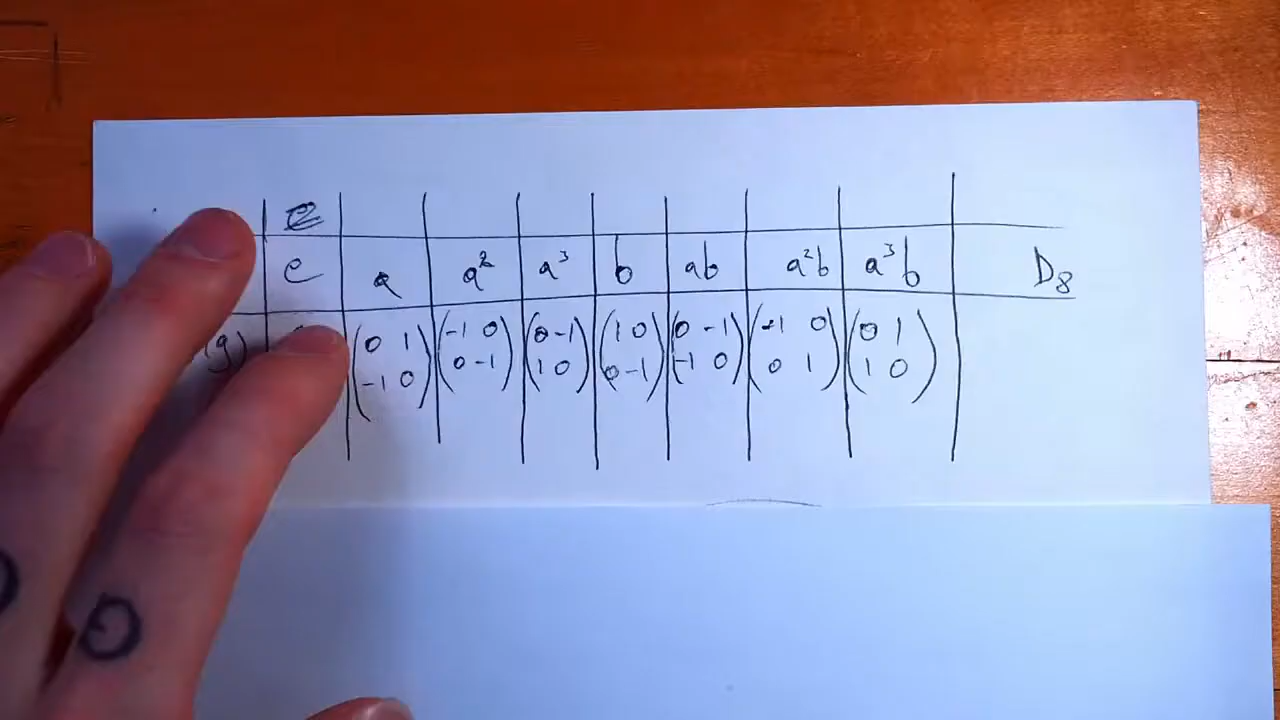 e
e a a² a³ b ab a²b a³b D₈
(g) (0 1 (-1 0) (0 -1) (1 0) (0 -1) (-1 0) (0 1)
-1 0) 0 -1 1 0 0 -1 -1 0 0 1 1 0